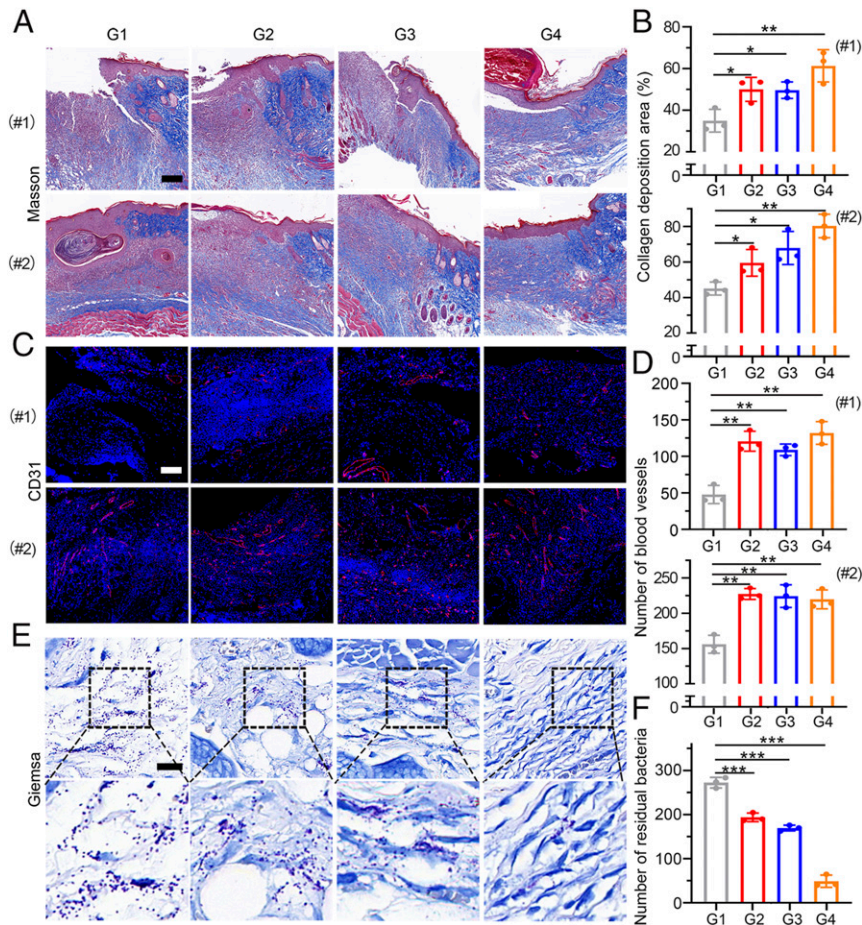 A
G1 G2 G3 G4
(#1)
(#2)
Masson
B
Collagen deposition area (%)
** (#1)
*
*
80
60
40
20
0
G1 G2 G3 G4
** (#2)
*
*
80
60
40
0
G1 G2 G3 G4
C
(#1)
(#2)
CD31
D
Number of blood vessels
** (#1)
**
**
200
150
100
50
0
G1 G2 G3 G4
** (#2)
**
**
250
200
150
100
0
G1 G2 G3 G4
E
Giemsa
F
Number of residual bacteria
***
***
***
300
200
100
0
G1 G2 G3 G4